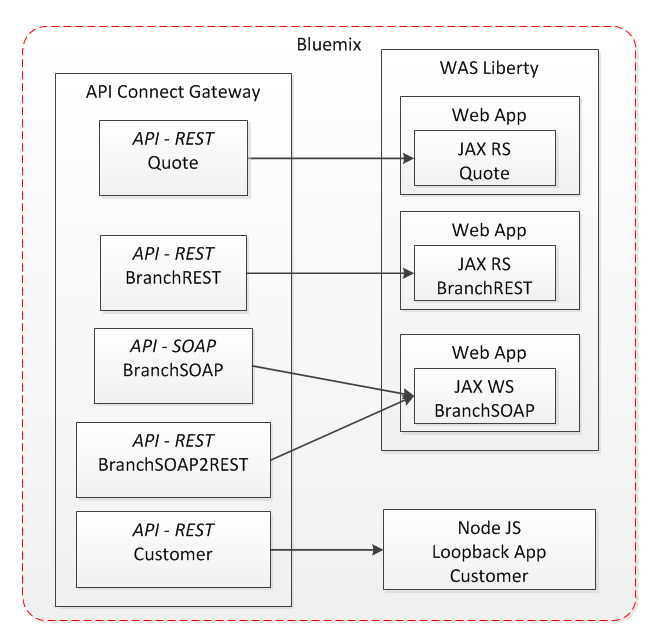 Bluemix
API Connect Gateway
API - REST
Quote
API - REST
BranchREST
API - SOAP
BranchSOAP
API - REST
BranchSOAP2REST
API - REST
Customer
WAS Liberty
Web App
JAX RS
Quote
Web App
JAX RS
BranchREST
Web App
JAX WS
BranchSOAP
Node JS
Loopback App
Customer